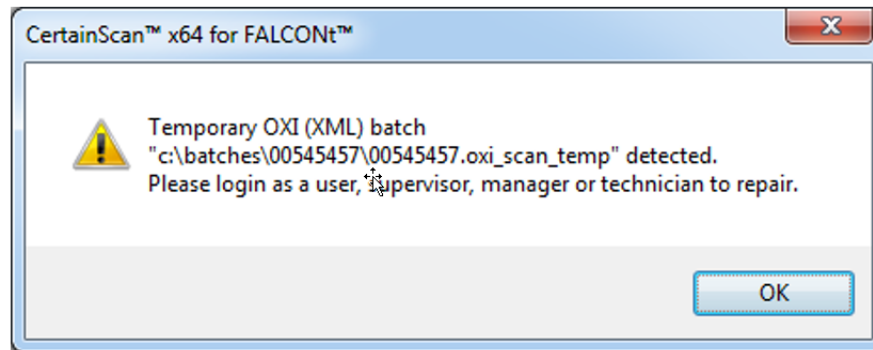 CertainScan™ x64 for FALCONt™
Temporary OXI (XML) batch
"c:\batches\00545457\00545457.oxi_scan_temp" detected.
Please login as a user, supervisor, manager or technician to repair.
OK